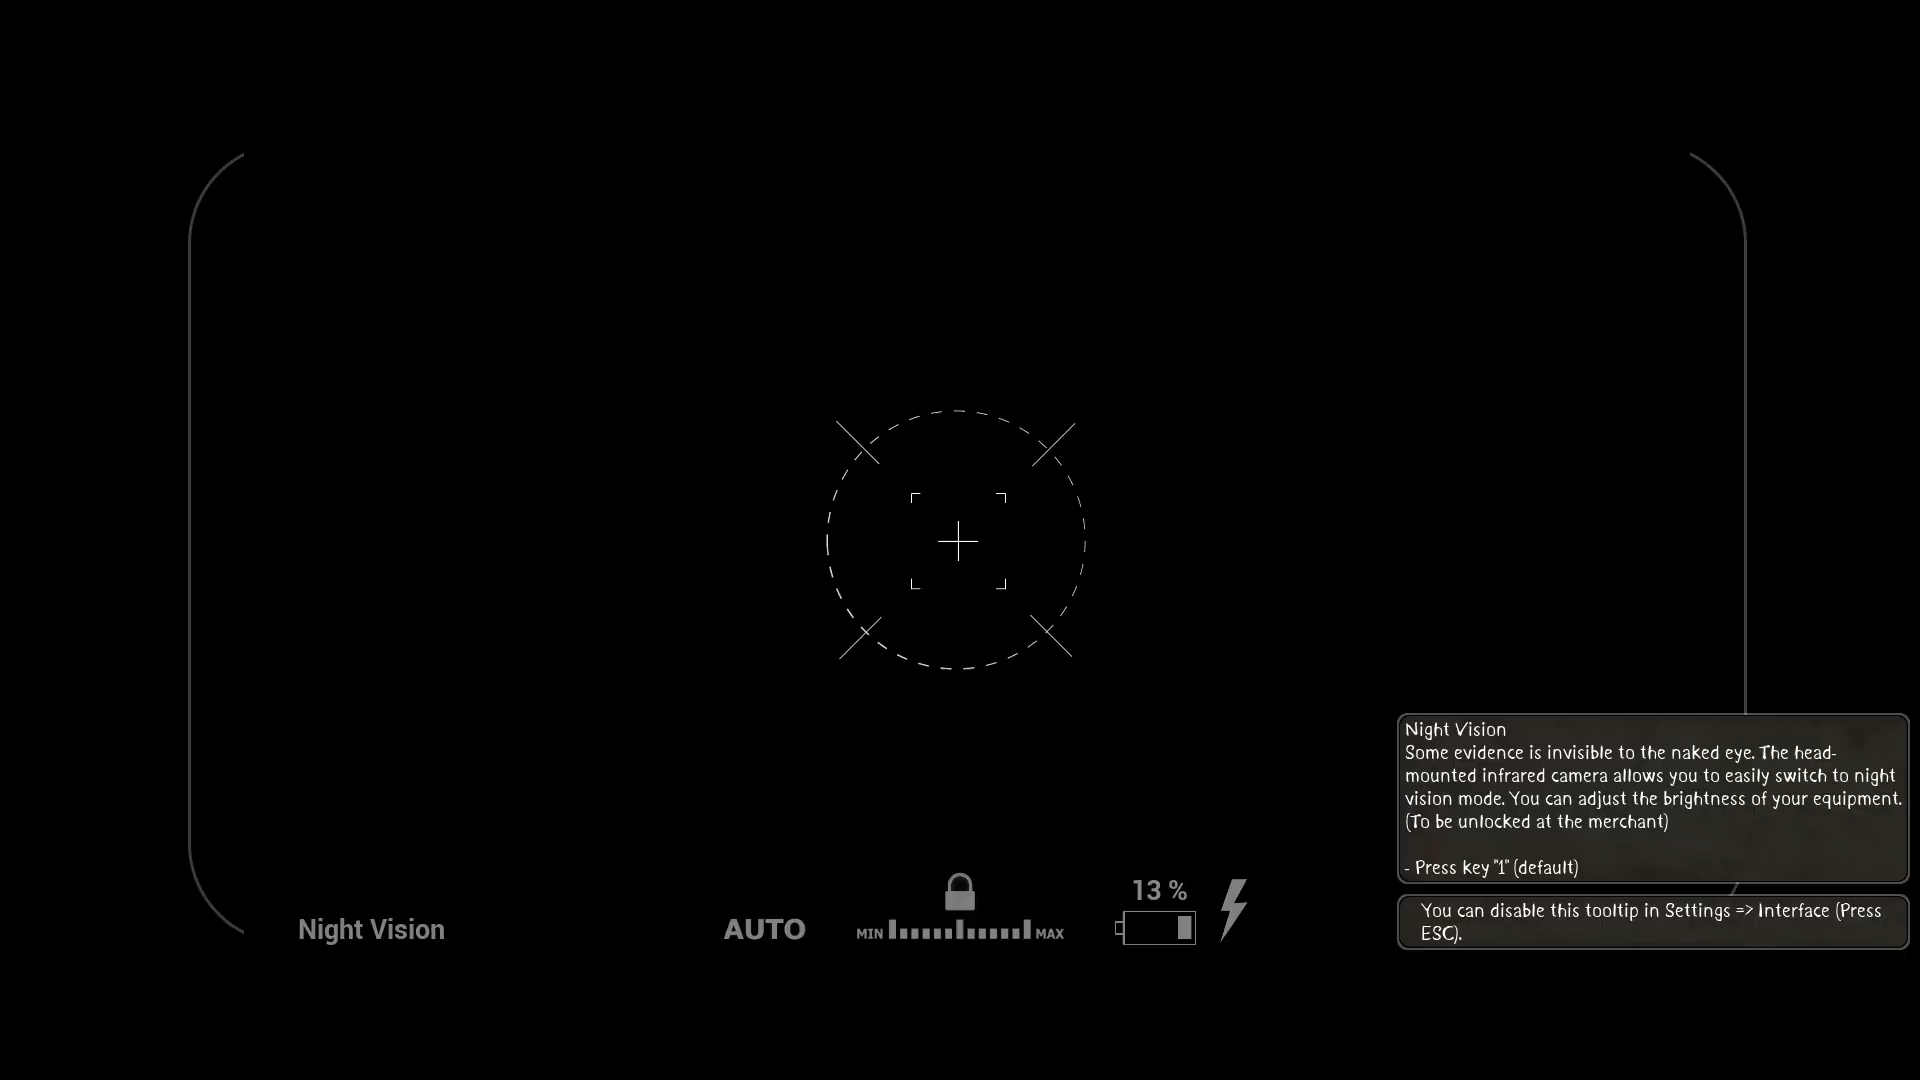 Night Vision
Some evidence is invisible to the naked eye. The head-
mounted infrared camera allows you to easily switch to night
vision mode. You can adjust the brightness of your equipment.
(To be unlocked at the merchant)
- Press key "1" (default)
You can disable this tooltip in Settings => Interface (Press
ESC).
13 %
Night Vision
AUTO
MIN
MAX